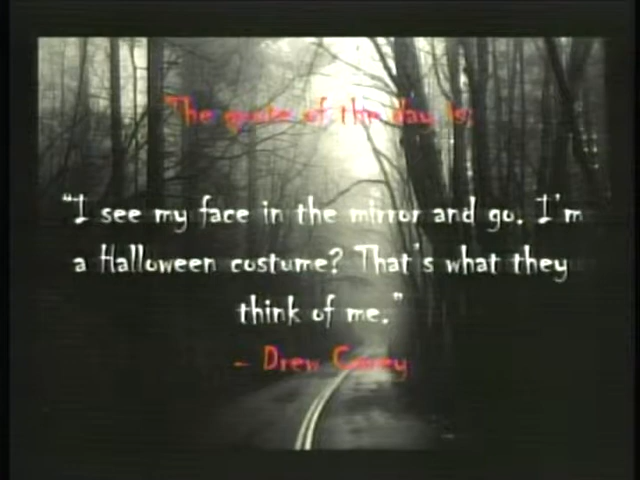 The quote of the day is;
"I see my face in the mirror and go, I'm
a Halloween costume? That's what they
think of me."
- Drew Carey